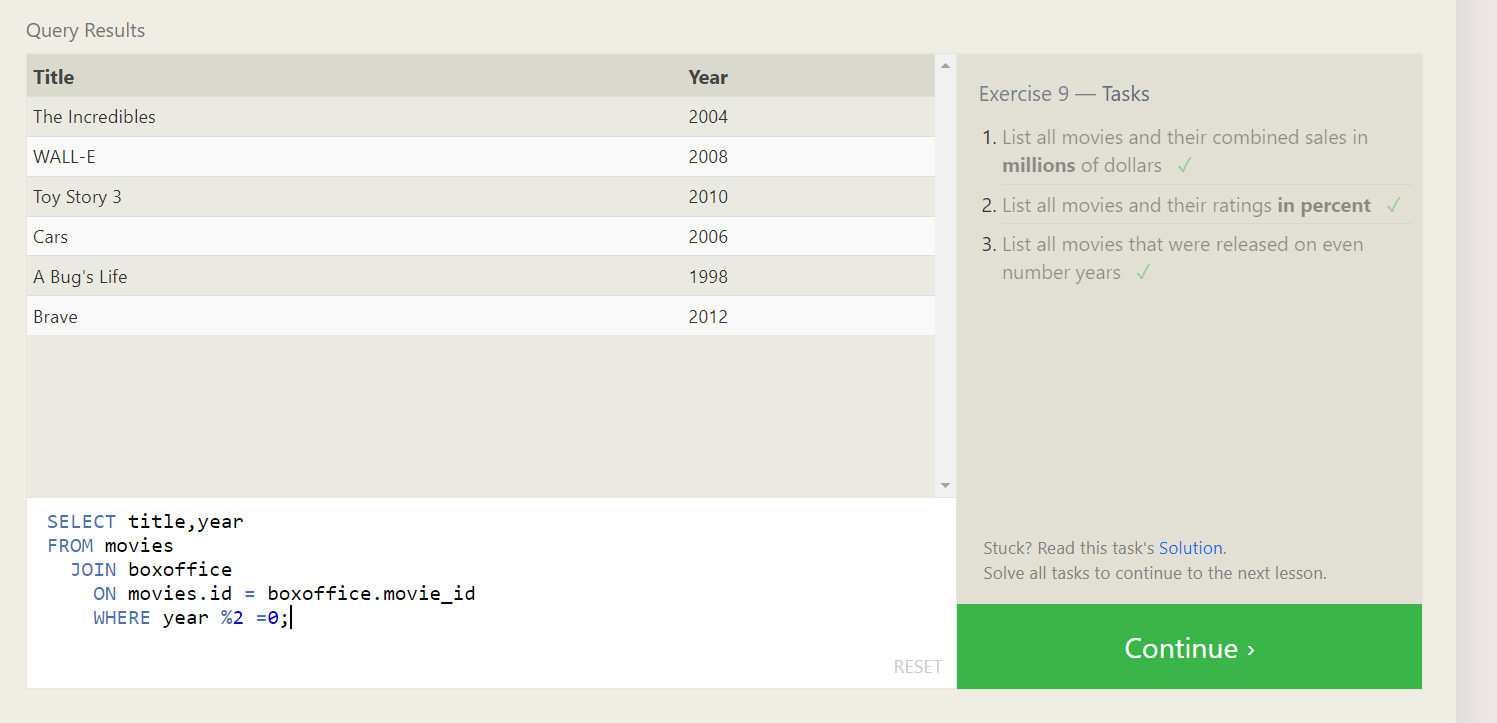 Query Results
Title Year
The Incredibles 2004
WALL-E 2008
Toy Story 3 2010
Cars 2006
A Bug's Life 1998
Brave 2012
SELECT title,year
FROM movies
JOIN boxoffice
ON movies.id = boxoffice.movie_id
WHERE year %2 =0;
RESET
Exercise 9 — Tasks
1. List all movies and their combined sales in
millions of dollars ✓
2. List all movies and their ratings in percent ✓
3. List all movies that were released on even
number years ✓
Stuck? Read this task's Solution.
Solve all tasks to continue to the next lesson.
Continue ›